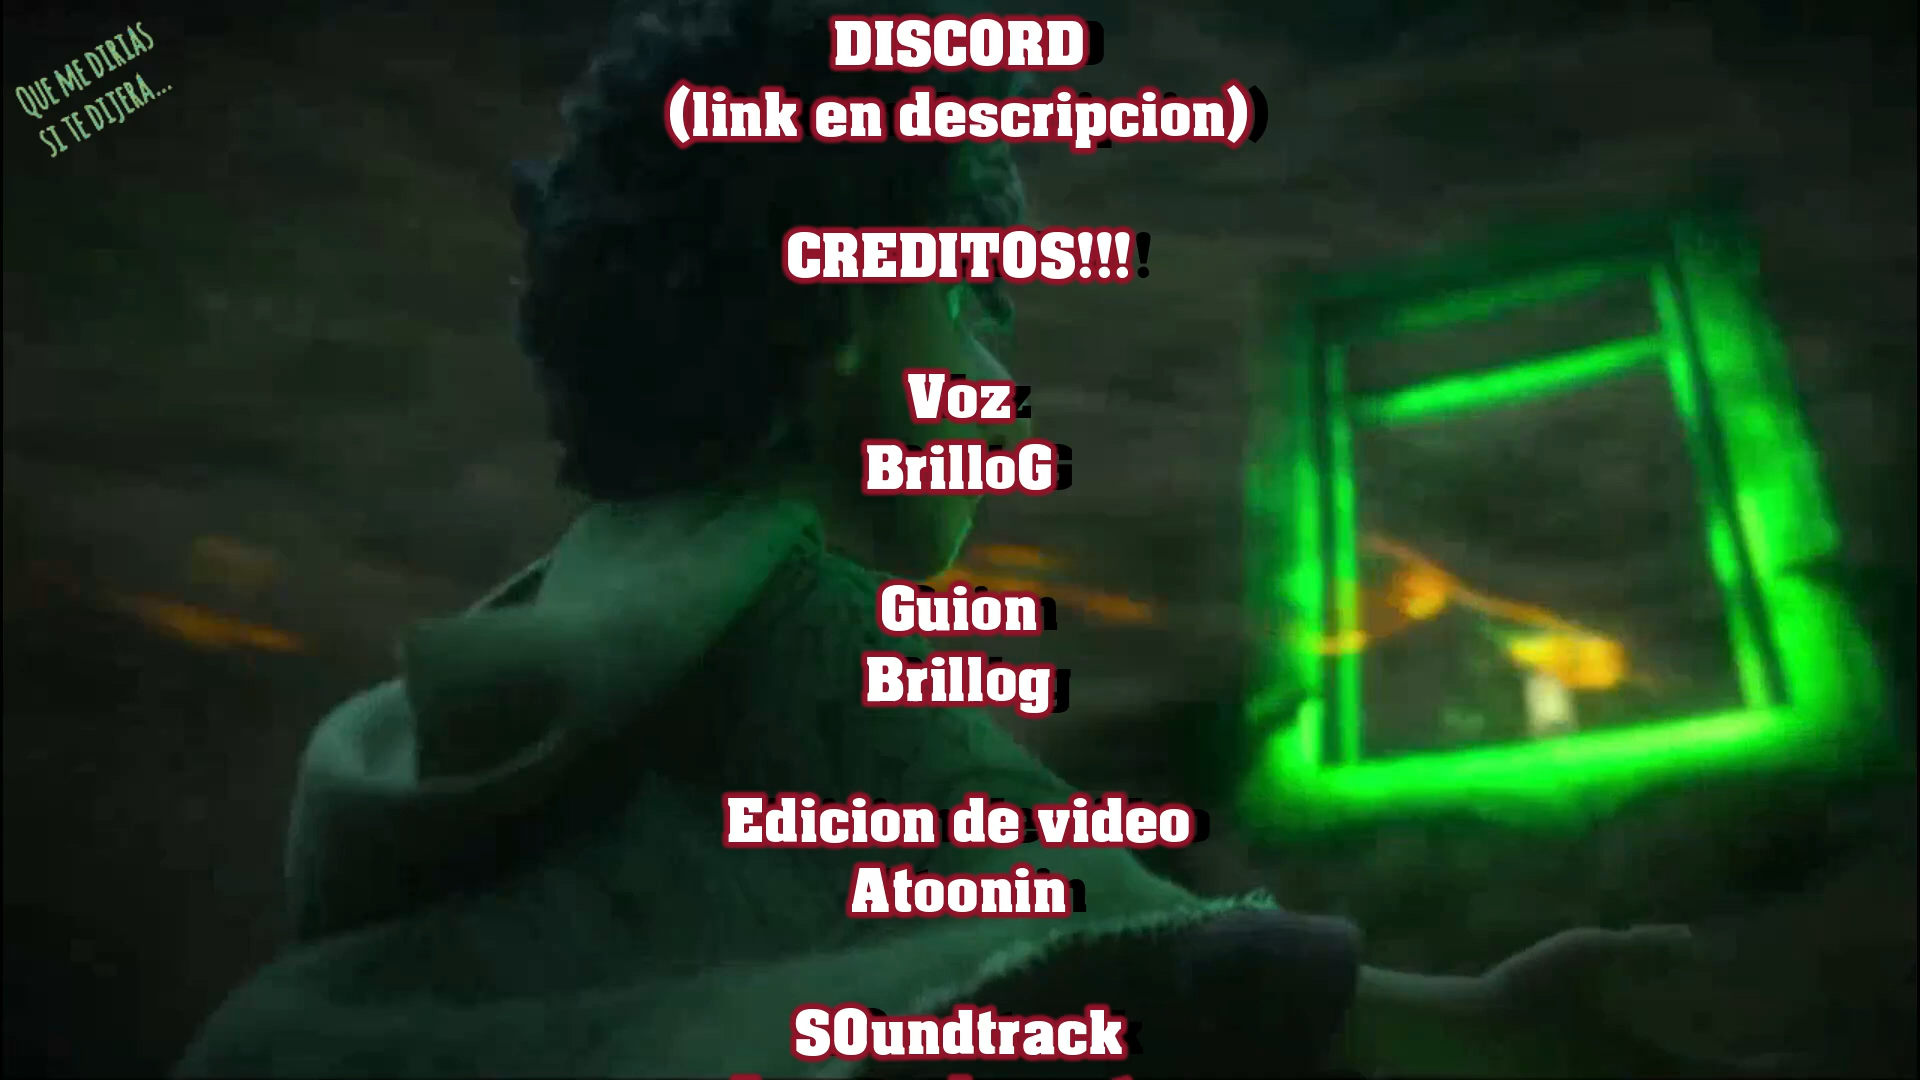 QUE ME DIRIAS
SI TE DIJERA...
DISCORD
(link en descripcion)
CREDITOS!!!
Voz
BrilloG
Guion
Brillog
Edicion de video
Atoonin
SOundtrack